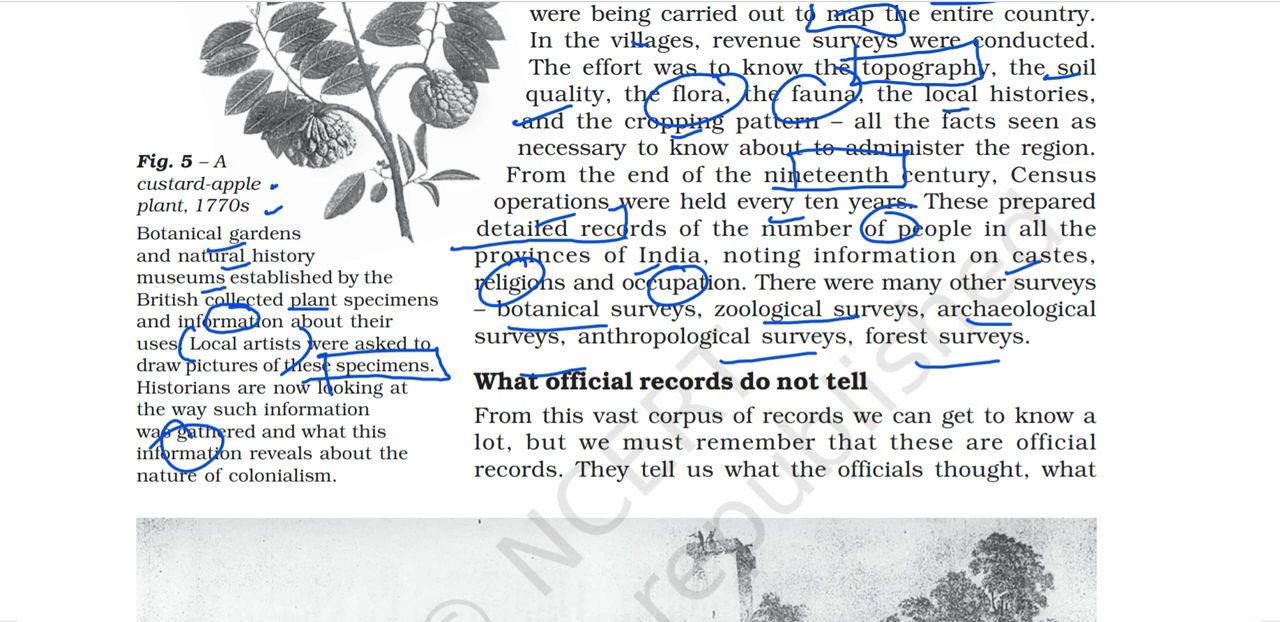 were being carried out to map the entire country.
In the villages, revenue surveys were conducted.
The effort was to know the topography, the soil
quality, the flora, the fauna, the local histories,
and the cropping pattern – all the facts seen as
necessary to know about to administer the region.
From the end of the nineteenth century, Census
operations were held every ten years. These prepared
detailed records of the number of people in all the
provinces of India, noting information on castes,
religions and occupation. There were many other surveys
– botanical surveys, zoological surveys, archaeological
surveys, anthropological surveys, forest surveys.
What official records do not tell
From this vast corpus of records we can get to know a
lot, but we must remember that these are official
records. They tell us what the officials thought, what
Fig. 5 – A
custard-apple
plant, 1770s
Botanical gardens
and natural history
museums established by the
British collected plant specimens
and information about their
uses. Local artists were asked to
draw pictures of these specimens.
Historians are now looking at
the way such information
was gathered and what this
information reveals about the
nature of colonialism.
© NCERT
republished